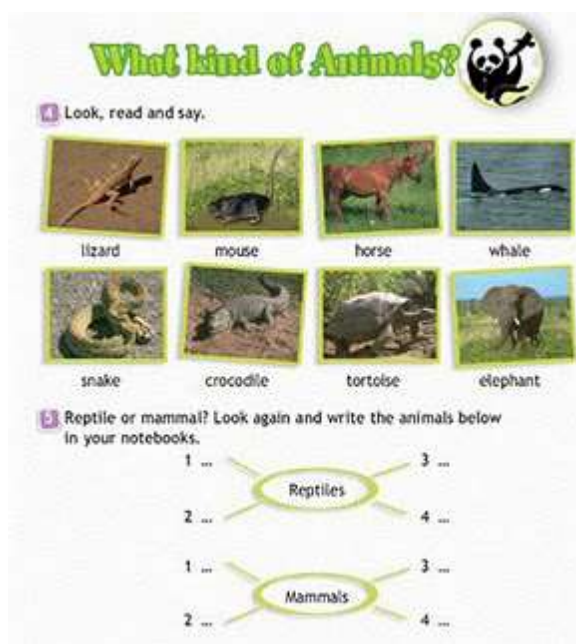 What kind of Animals?
4 Look, read and say.
lizard mouse horse whale
snake crocodile tortoise elephant
5 Reptile or mammal? Look again and write the animals below
in your notebooks.
1 ... 3 ...
Reptiles
2 ... 4 ...
1 ... 3 ...
Mammals
2 ... 4 ...